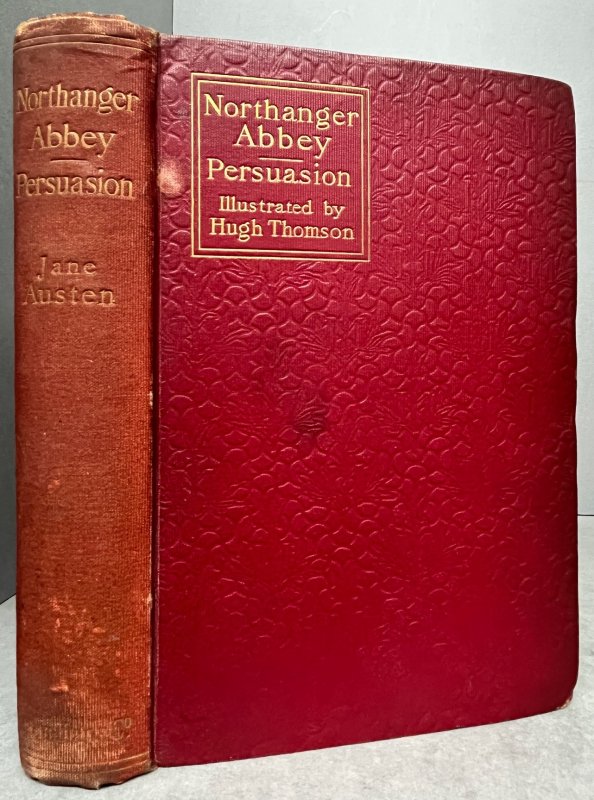 Northanger
Abbey
Persuasion
Jane
Austen
Northanger
Abbey
Persuasion
Illustrated by
Hugh Thomson